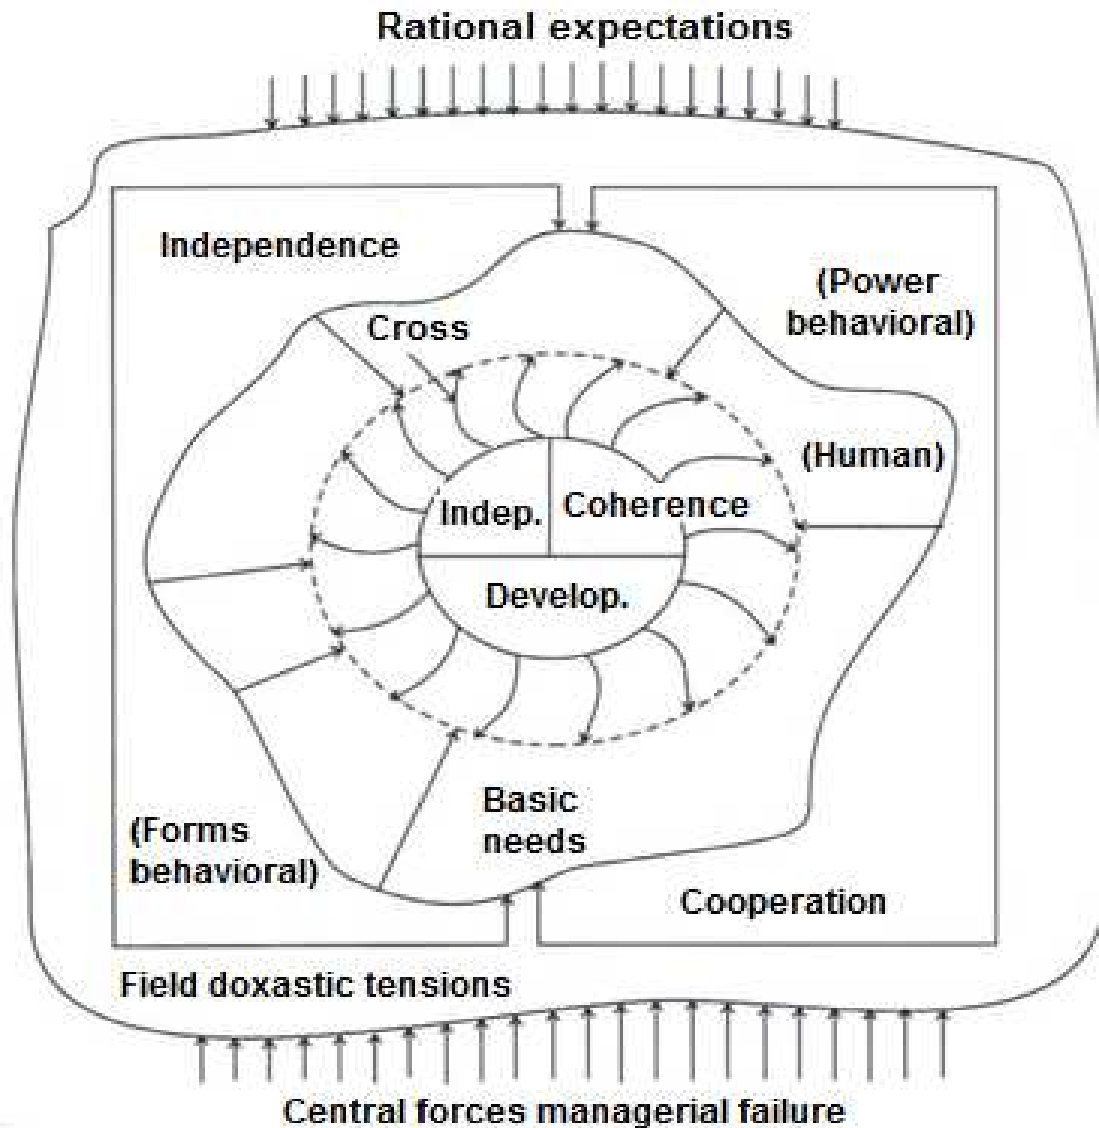 Rational expectations
Independence
(Power
behavioral)
Cross
(Human)
Indep.
Coherence
Develop.
Basic
needs
(Forms
behavioral)
Cooperation
Field doxastic tensions
Central forces managerial failure